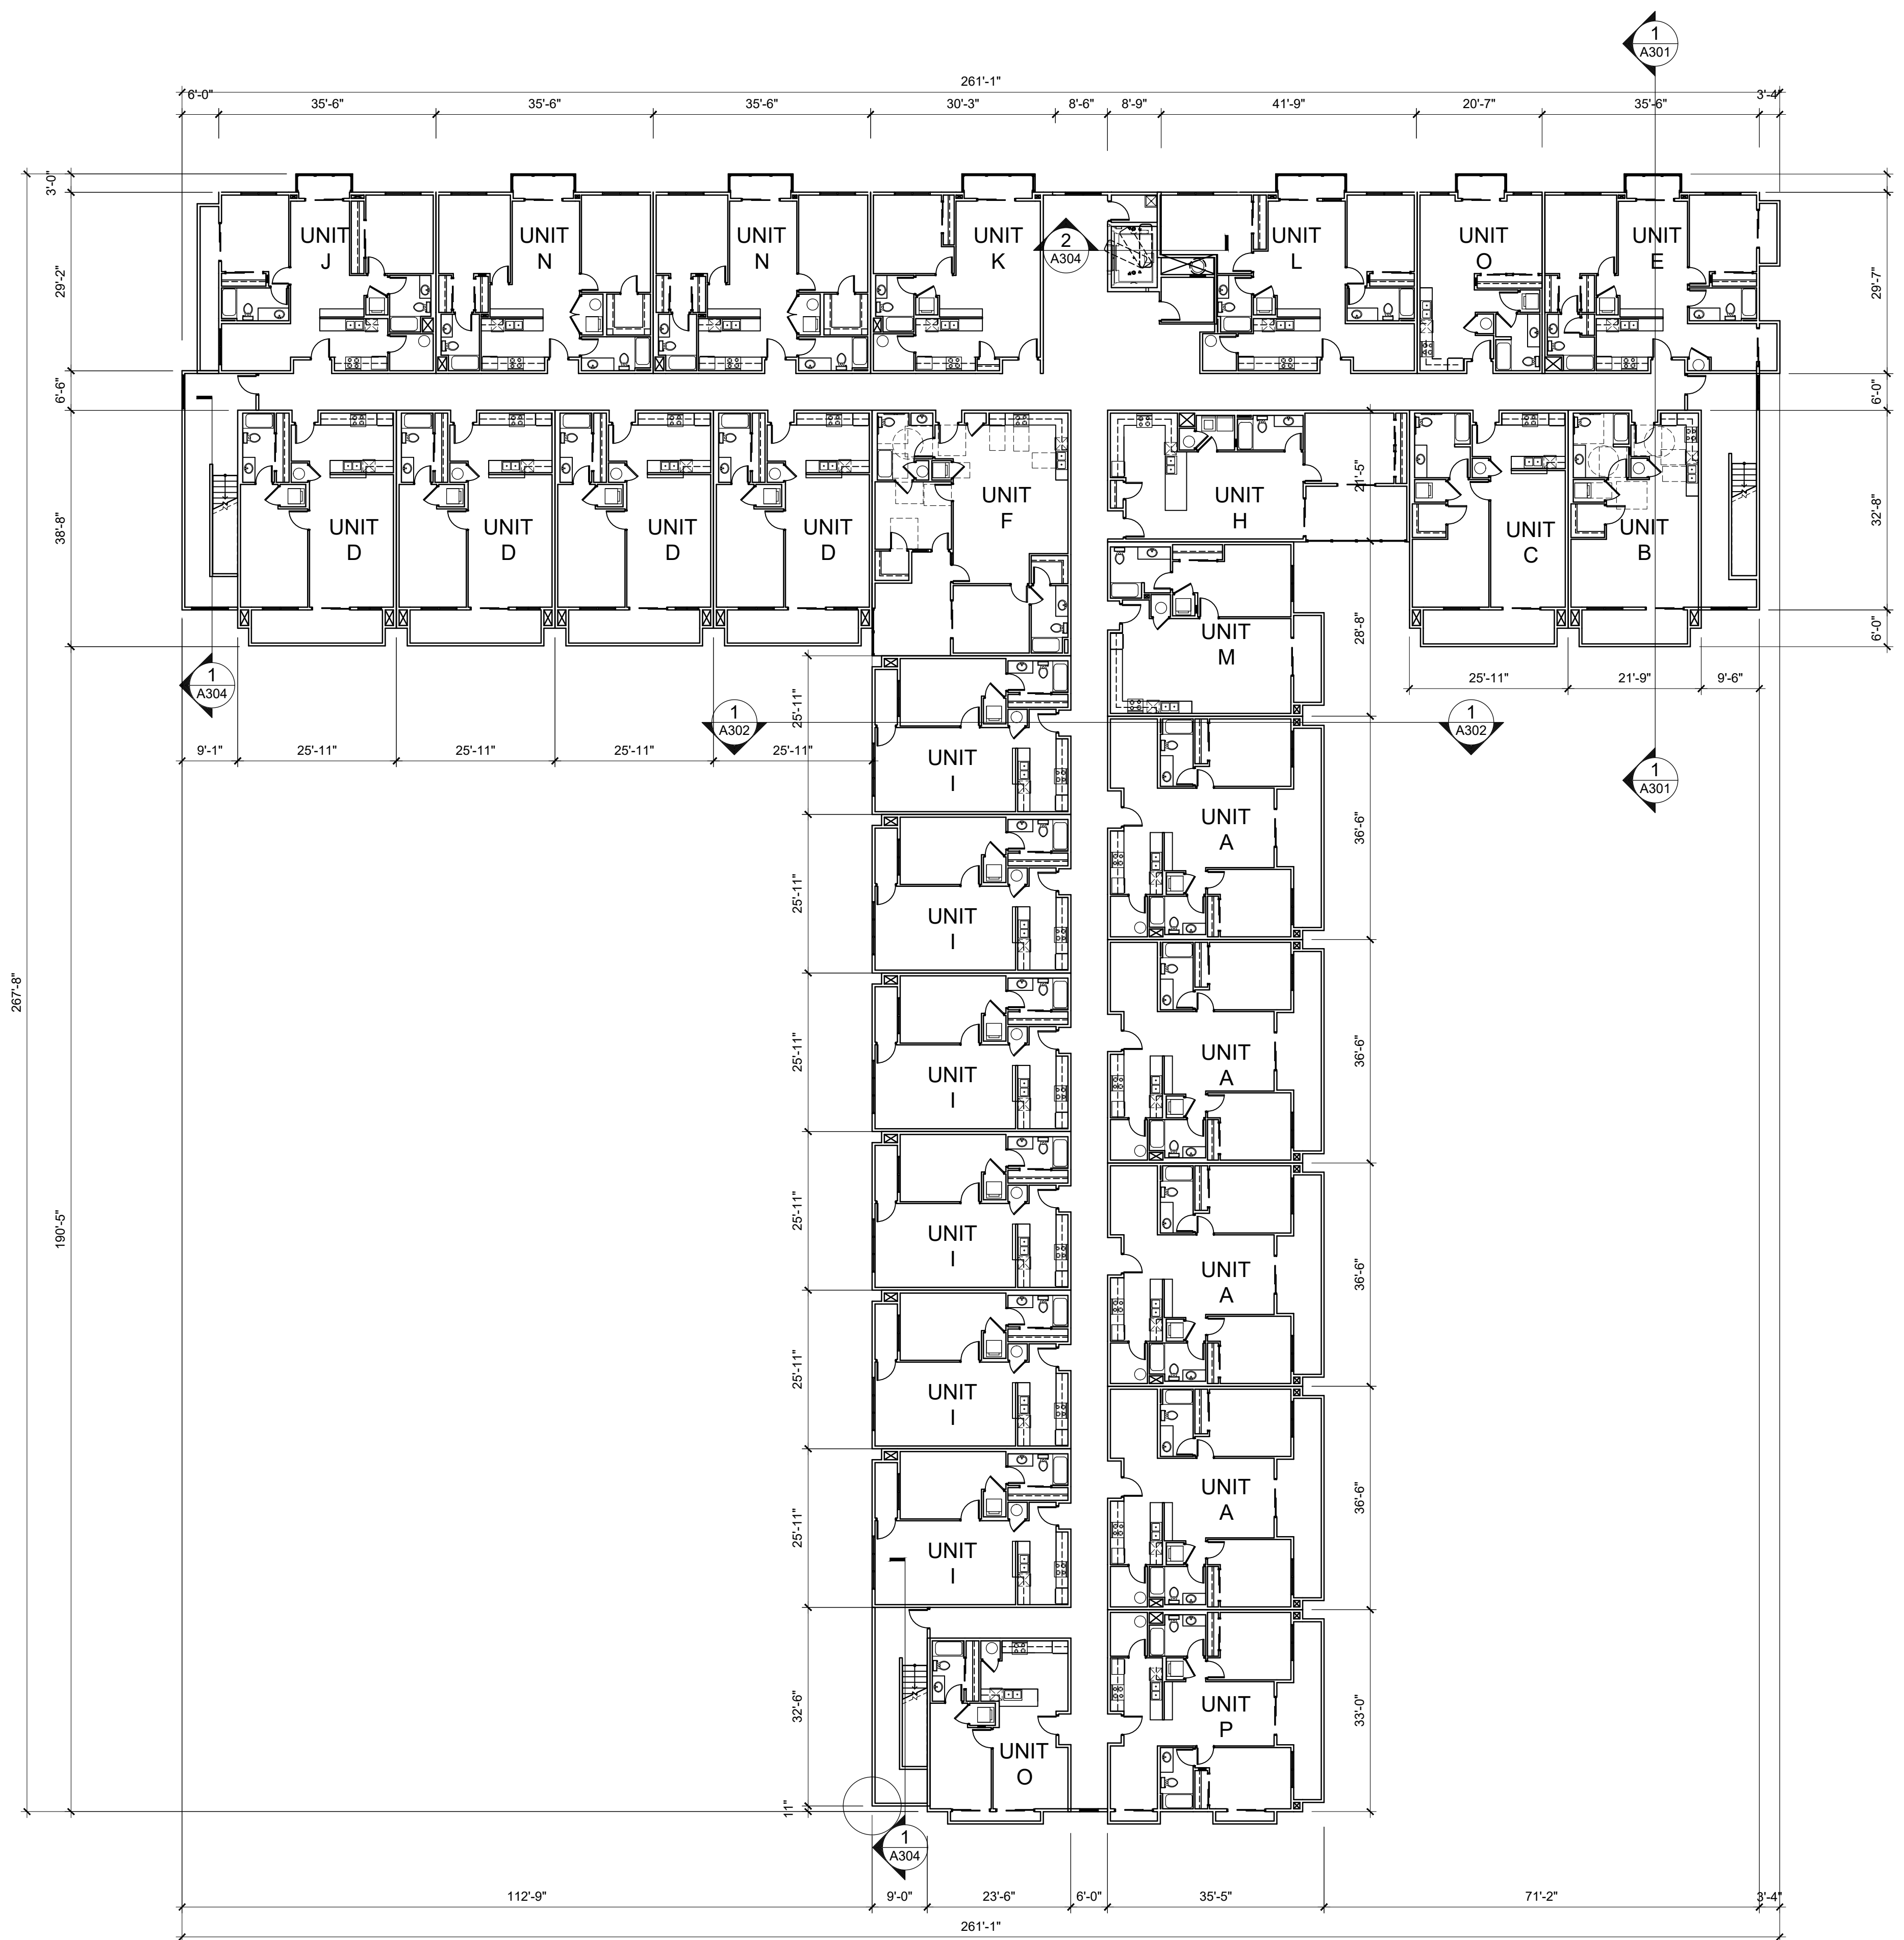 1
A301
261'-1"
6'-0"
35'-6"
35'-6"
35'-6"
30'-3"
8'-6"
8'-9"
41'-9"
20'-7"
35'-6"
3'-4"
3'-0"
29'-2"
6'-6"
38'-8"
267'-8"
190'-5"
29'-7"
6'-0"
32'-8"
6'-0"
UNIT
J
UNIT
N
UNIT
N
UNIT
K
2
A304
UNIT
L
UNIT
O
UNIT
E
UNIT
D
UNIT
D
UNIT
D
UNIT
D
UNIT
F
UNIT
H
21'-5"
UNIT
C
UNIT
B
UNIT
M
28'-8"
1
A304
25'-11"
21'-9"
9'-6"
1
A302
1
A302
9'-1"
25'-11"
25'-11"
25'-11"
25'-11"
25'-11"
UNIT
I
1
A301
UNIT
A
36'-6"
25'-11"
UNIT
I
25'-11"
UNIT
I
UNIT
A
36'-6"
25'-11"
UNIT
I
UNIT
A
36'-6"
25'-11"
UNIT
I
UNIT
A
36'-6"
25'-11"
UNIT
I
32'-6"
UNIT
O
UNIT
P
33'-0"
11"
1
A304
112'-9"
9'-0"
23'-6"
6'-0"
35'-5"
71'-2"
3'-4"
261'-1"